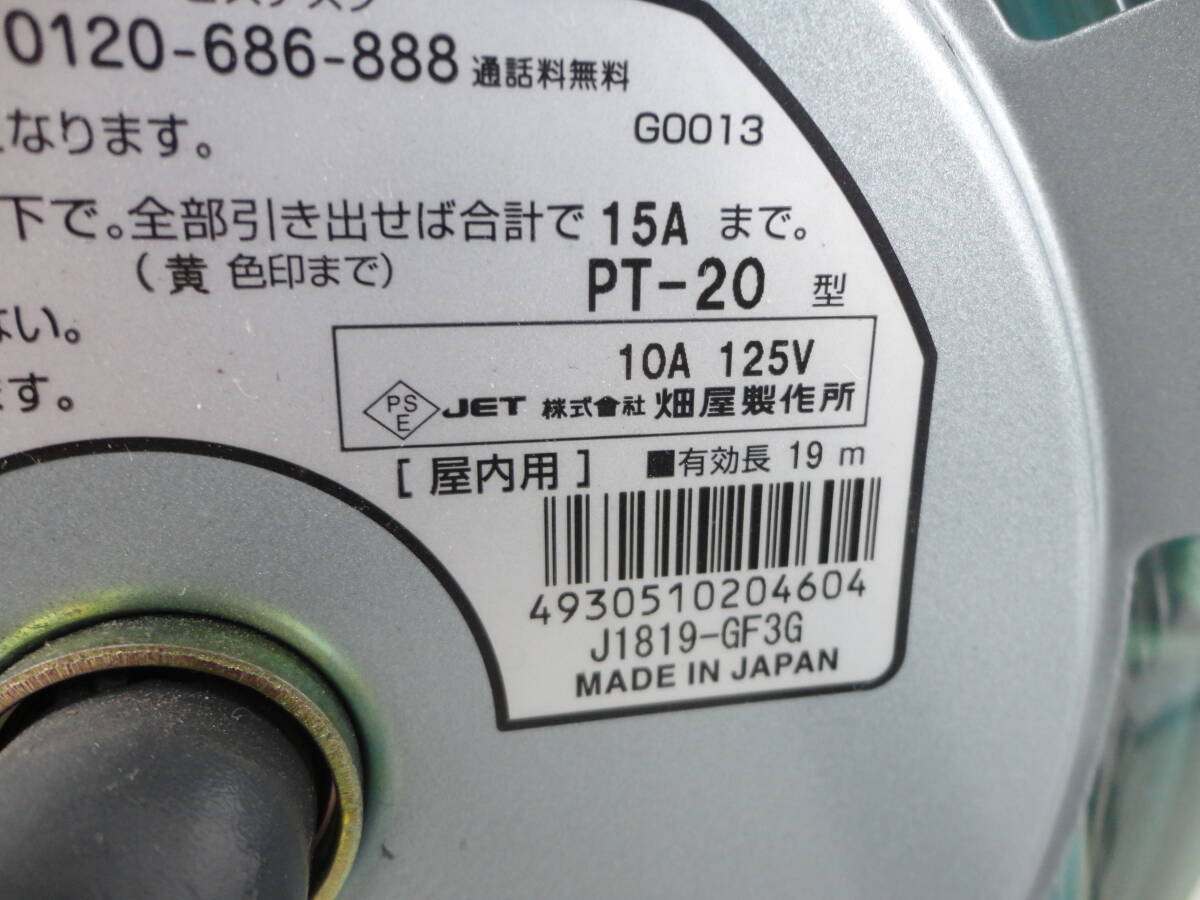 0120-686-888 通話料無料
G0013
なります。
下で。全部引き出せば合計で 15A まで。
(黄 色印まで)
PT-20 型
ない。
ます。
10A 125V
PSE JET 株式會社 畑屋製作所
[屋内用] ■有効長 19 m
4930510204604
J1819-GF3G
MADE IN JAPAN